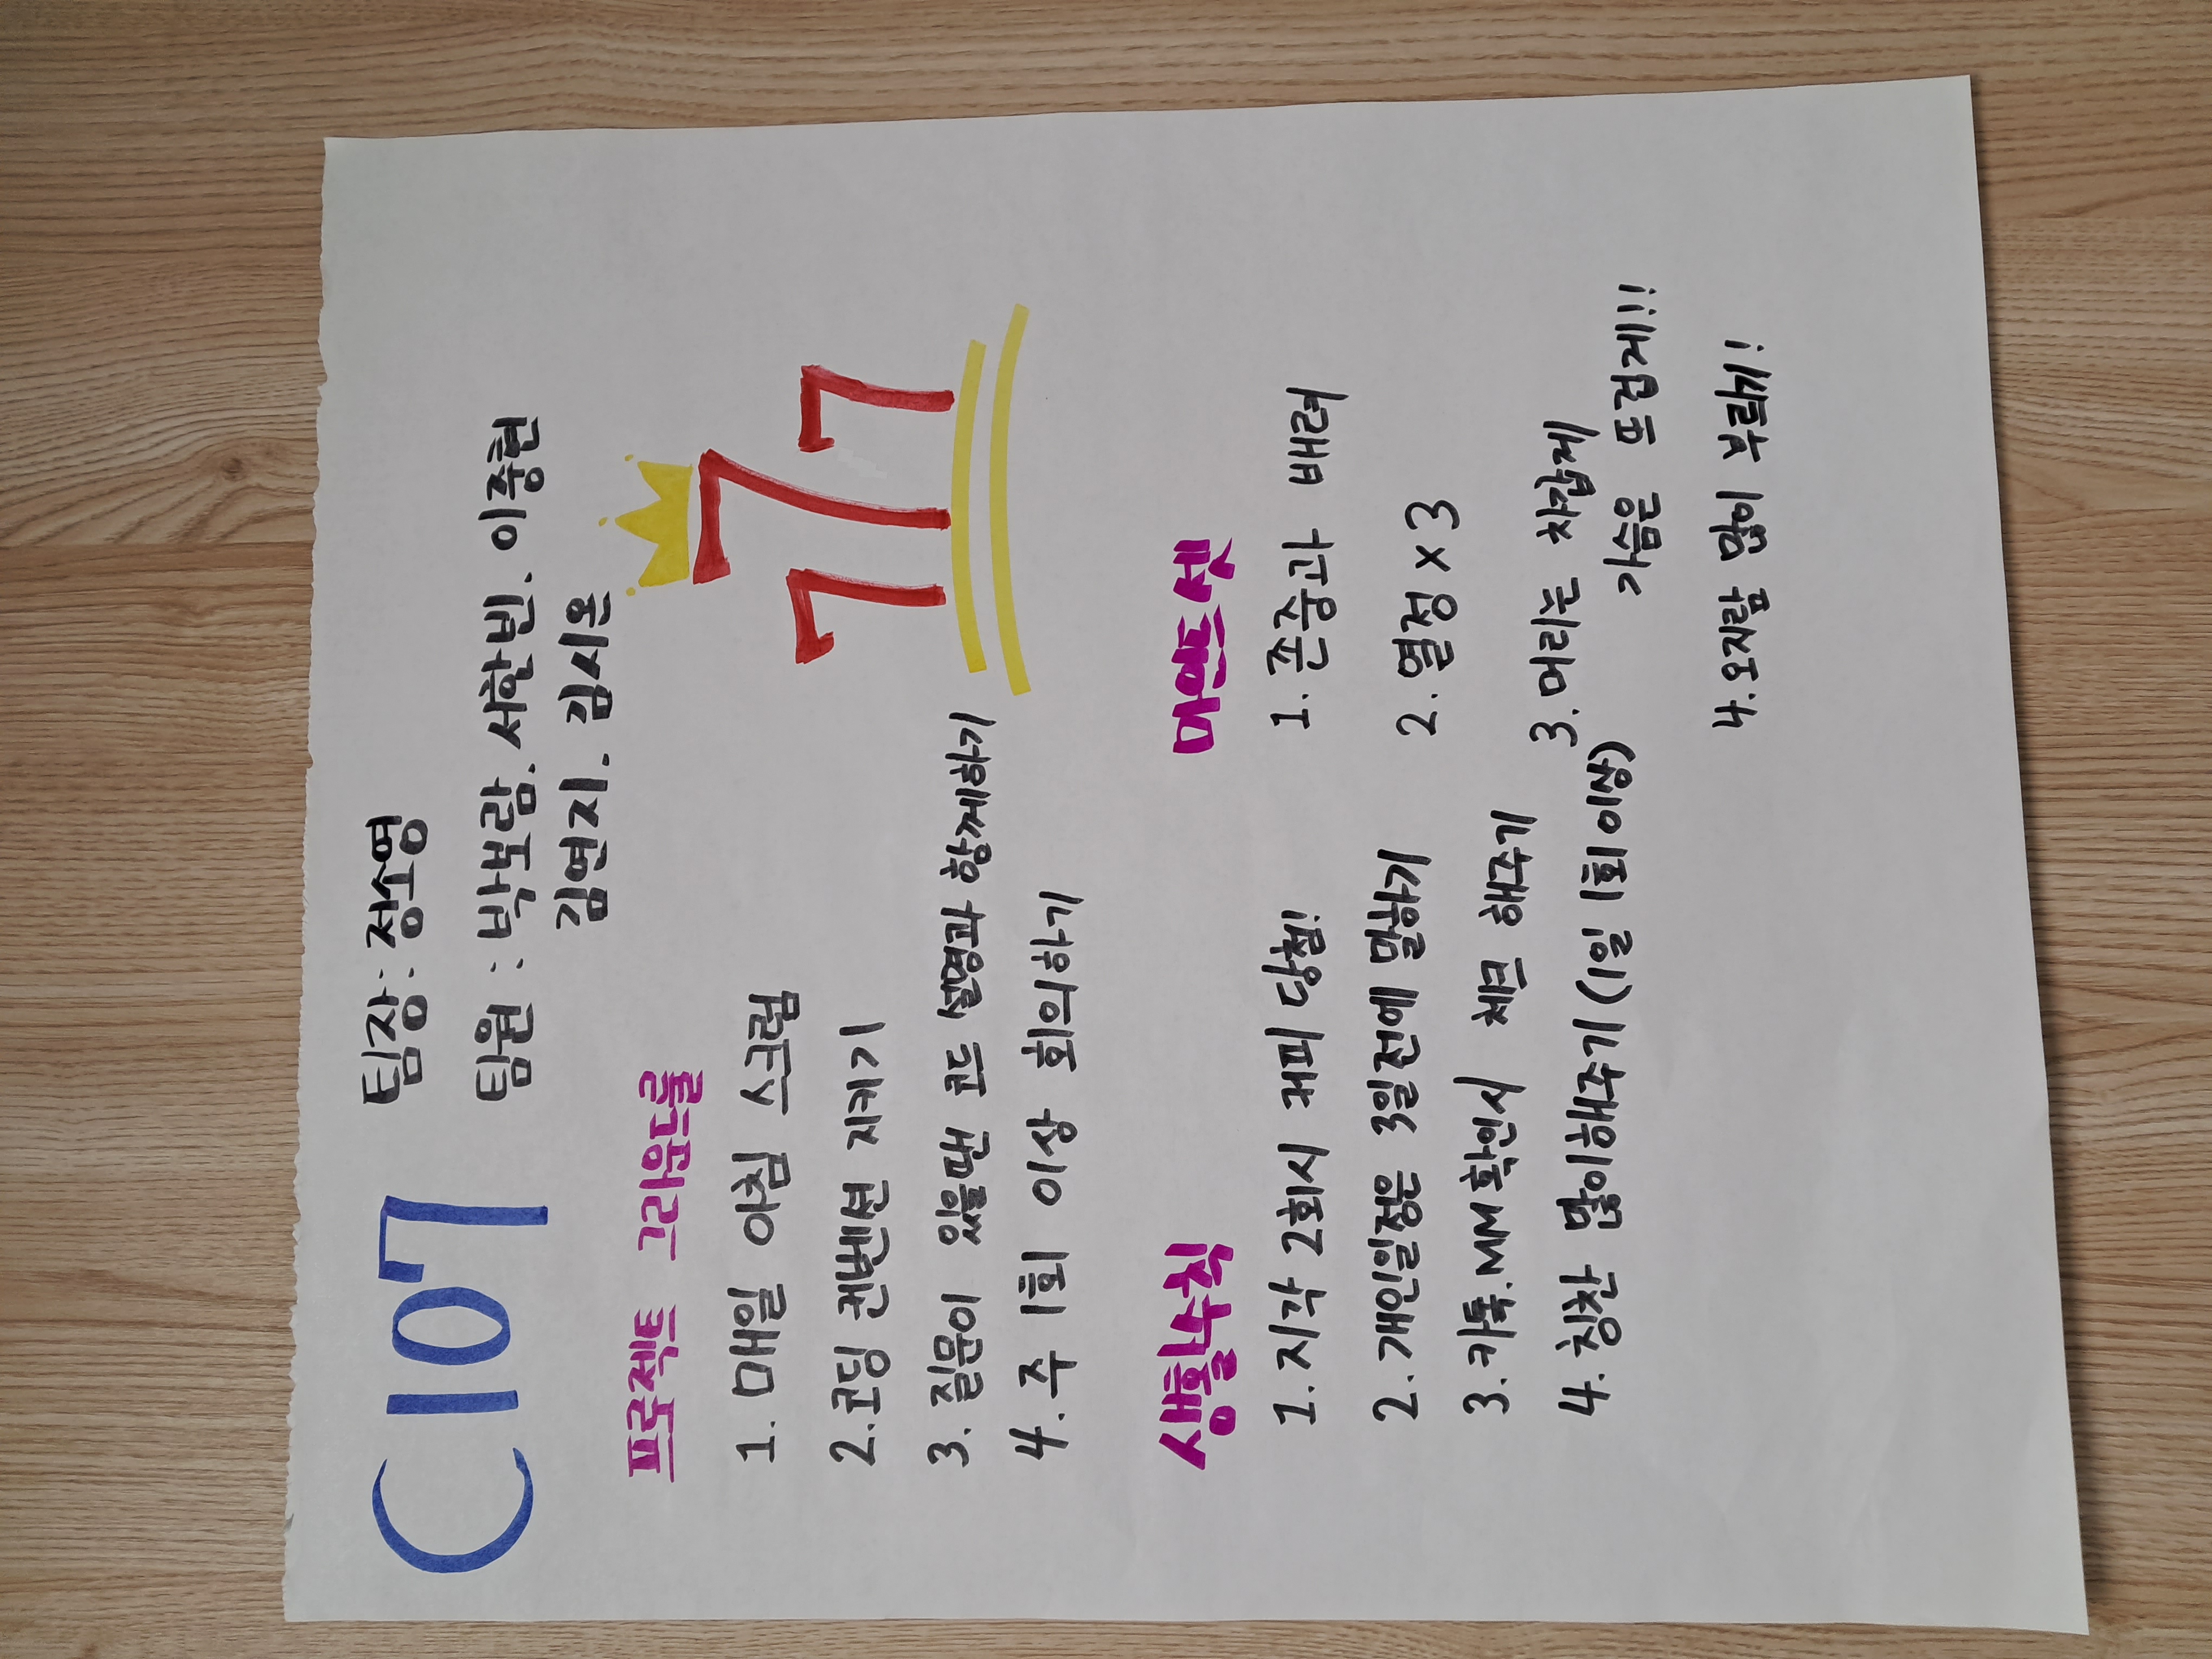 C107
팀장: 정소영
팀원 : 박보람. 서한빈. 이중현
김연지. 김시온
프로젝트 그라운드룰
1. 매일 아침 스크럼
2. 코딩 컨벤션 지키기
3. 질문이 있을땐 코드 설명과 함께하기
4. 주 1회 이상 회의하기
777
생활수칙
1. 지각 2회시 커피 당첨!
2. 개인일정은 3일전에 말하기
3. 카톡. MM 확인시 체크 해주기
4. 칭찬 많이해주기 (1일 1회 이상)
마인드셋
1. 존중과 배려
2. 열정 x 3
3. 머리는 차갑게
가슴은 뜨겁게!!
4. 오지랖 많이 부리기!